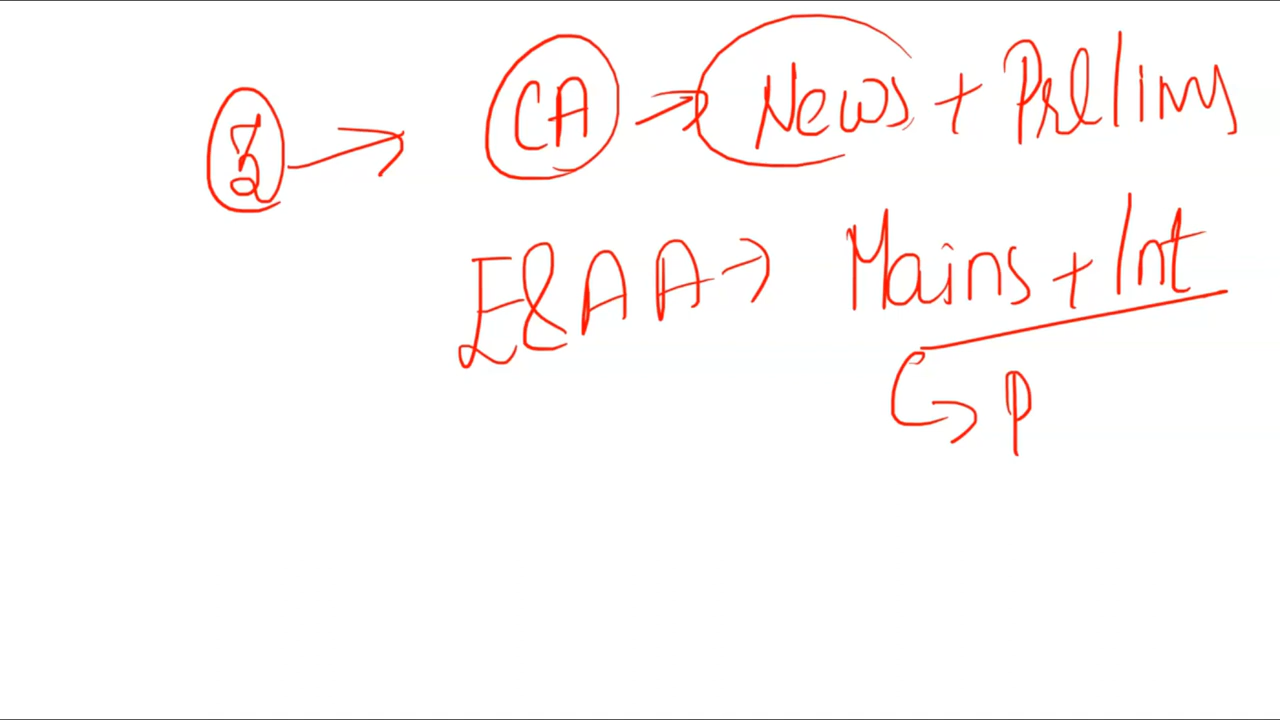 CA → News + Prelims
E&AA → Mains + Int
↳ P